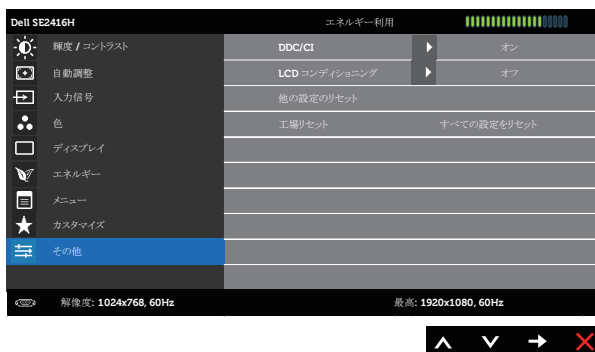 Dell SE2416H エネルギー利用
輝度 / コントラスト DDC/CI オン
自動調整 LCD コンディショニング オフ
入力信号 他の設定のリセット
色 工場リセット すべての設定をリセット
ディスプレイ
エネルギー
メニュー
カスタマイズ
その他
解像度: 1024x768, 60Hz 最高: 1920x1080, 60Hz